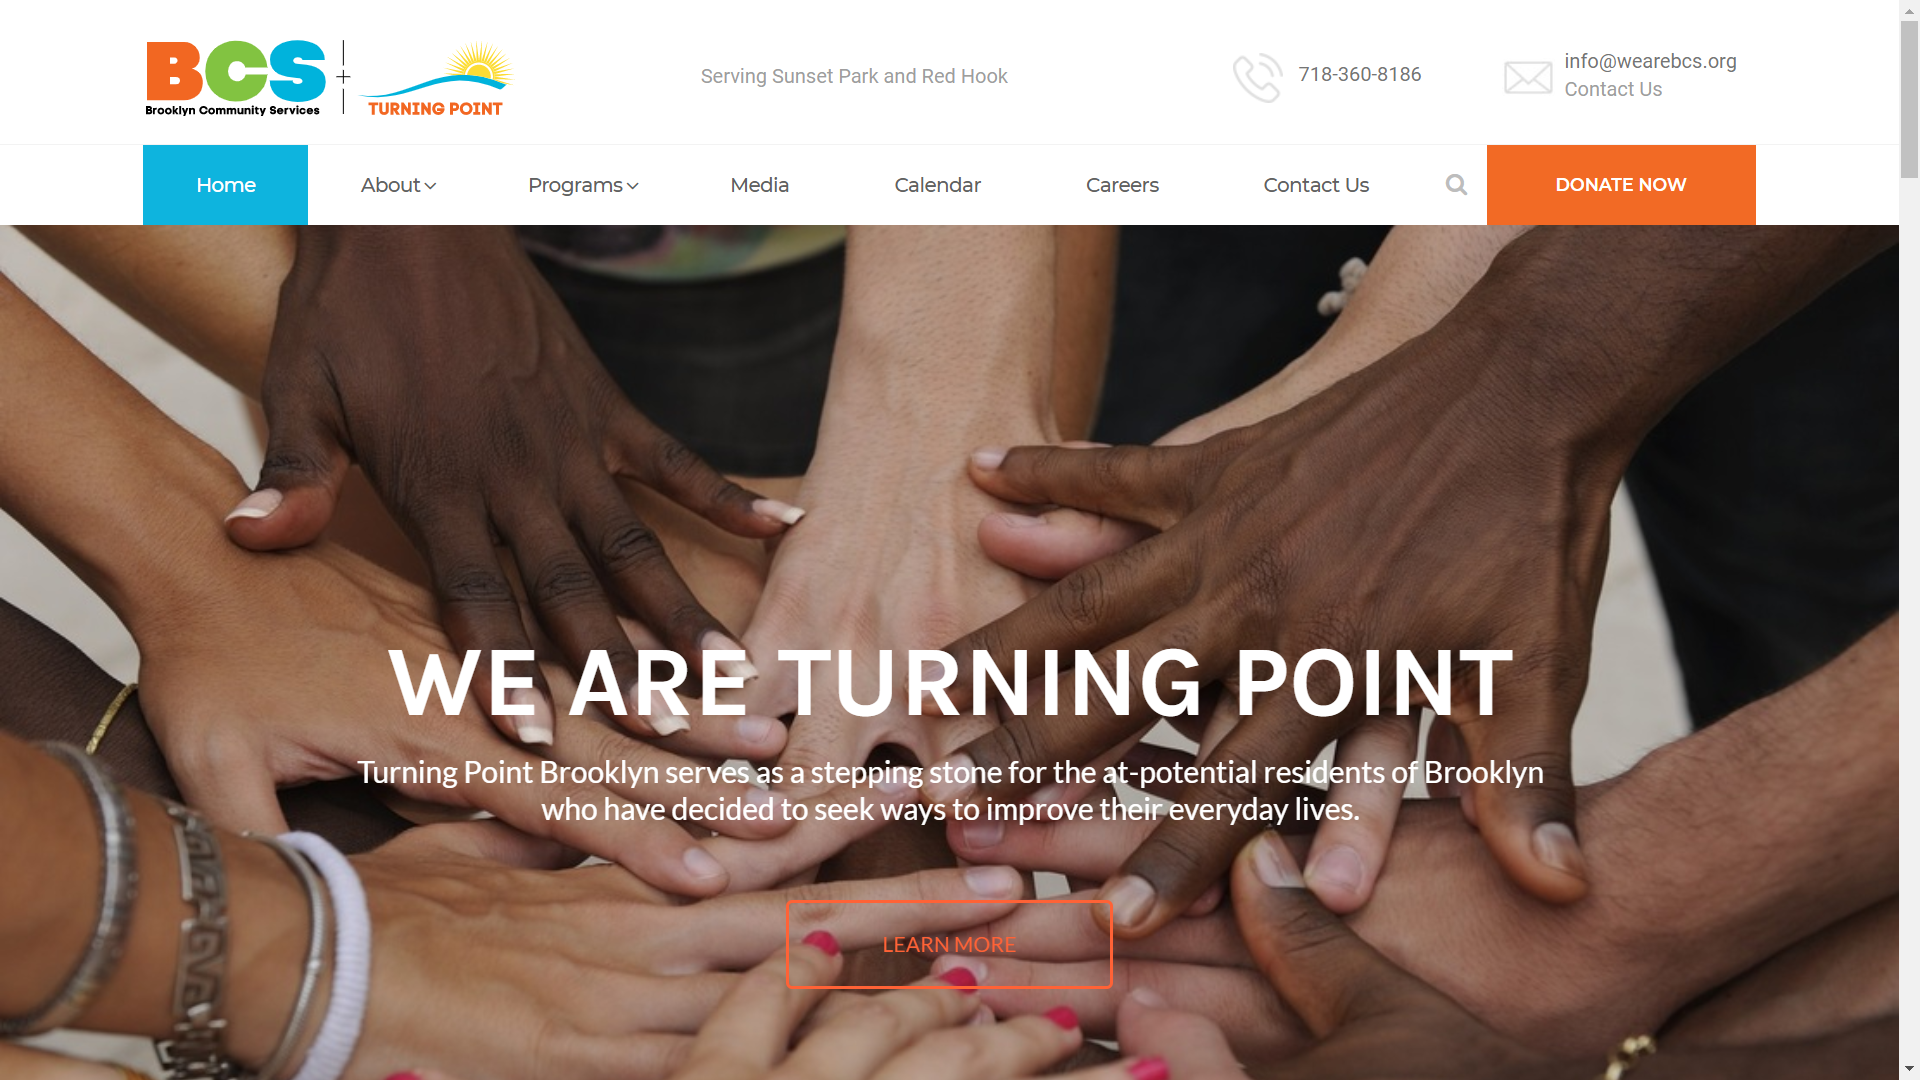 BCS
Brooklyn Community Services
+
TURNING POINT
Serving Sunset Park and Red Hook
718-360-8186
info@wearebcs.org
Contact Us
Home
About
Programs
Media
Calendar
Careers
Contact Us
DONATE NOW
WE ARE TURNING POINT
Turning Point Brooklyn serves as a stepping stone for the at-potential residents of Brooklyn
who have decided to seek ways to improve their everyday lives.
LEARN MORE